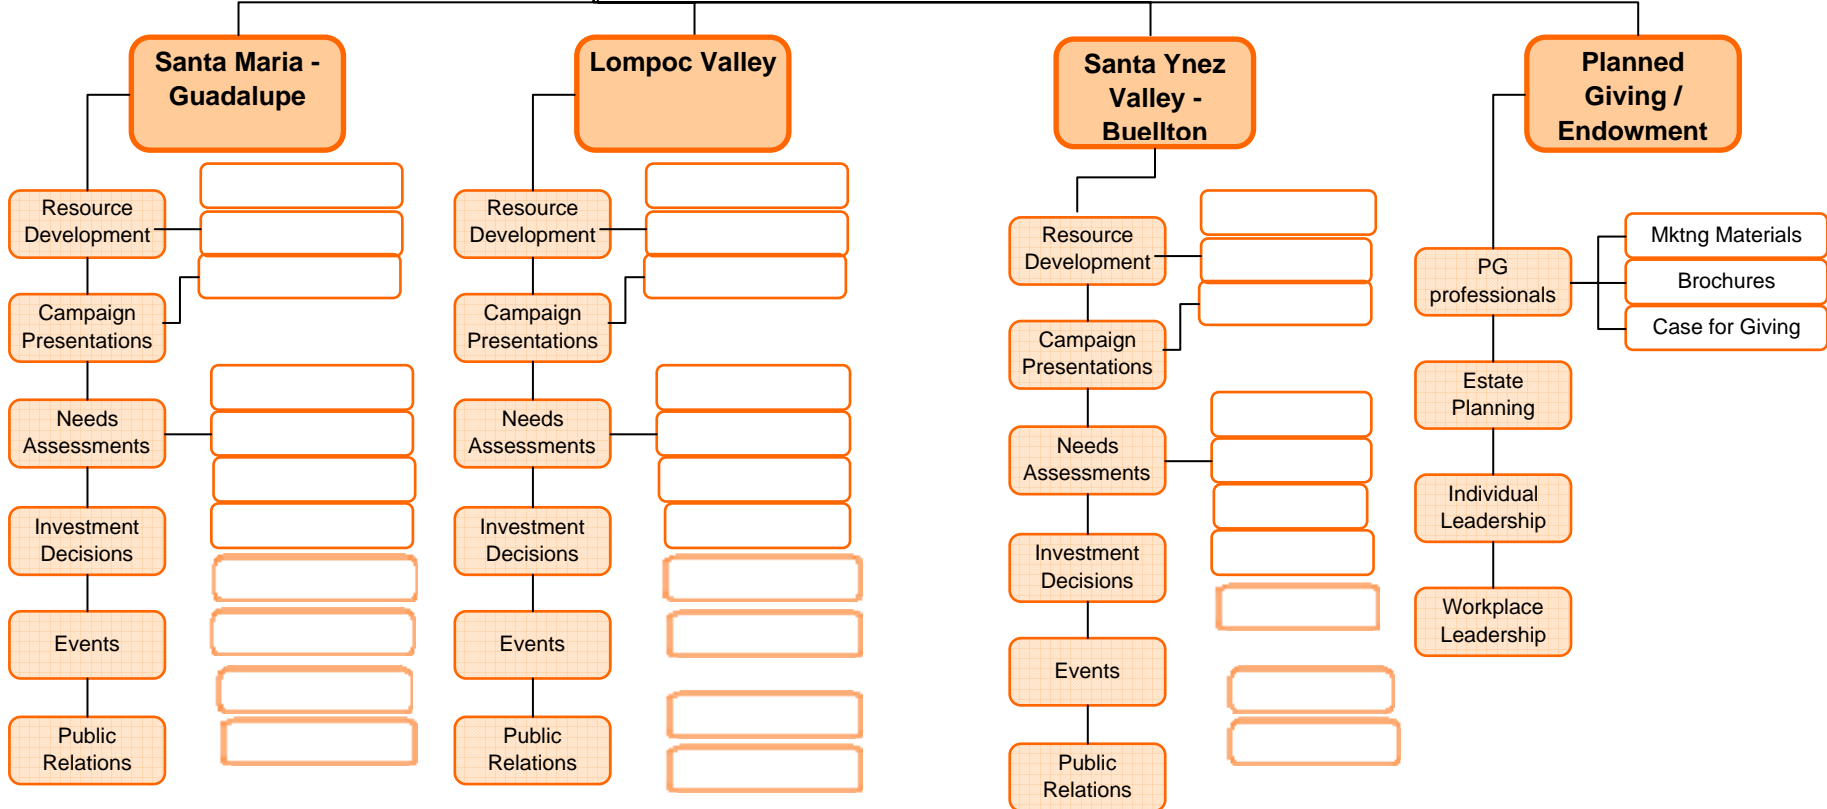 Santa Maria -
Guadalupe
Lompoc Valley
Santa Ynez
Valley -
Buellton
Planned
Giving /
Endowment
Resource
Development
Campaign
Presentations
Needs
Assessments
Investment
Decisions
Events
Public
Relations
Resource
Development
Campaign
Presentations
Needs
Assessments
Investment
Decisions
Events
Public
Relations
Resource
Development
Campaign
Presentations
Needs
Assessments
Investment
Decisions
Events
Public
Relations
PG
professionals
Mktng Materials
Brochures
Case for Giving
Estate
Planning
Individual
Leadership
Workplace
Leadership